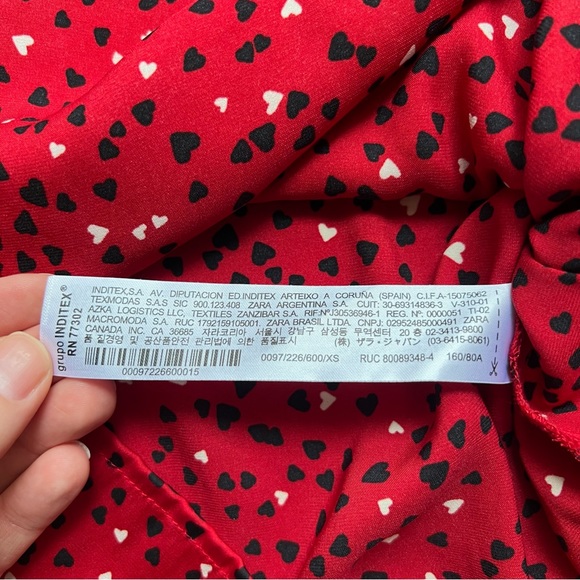 grupo INDITEX®
RN 77302
INDITEX,S.A. AV. DIPUTACION ED.INDITEX ARTEIXO A CORUÑA (SPAIN) C.I.F.A-15075062
TEXMODAS S.A.S SIC 900.123.408 ZARA ARGENTINA S.A. CUIT: 30-69314836-3 V-310-01
AZKA LOGISTICS LLC, TEXTILES ZANZIBAR S.A. RIF:Nº J30536946-1 REG. Nº: 0000051 TI-02
MACROMODA S.A. RUC 1792159105001. ZARA BRASIL LTDA. CNPJ.: 02952485000491 ZARA
CANADA INC. CA 36685 자라코리아 서울시 강남구 삼성동 무역센터 20 층 02-3413-9800
품 질경영 및 공산품안전 관리법에 의한 품질표시 (株) ザラ・ジャパン (03-6415-8061)
0097/226/600/XS RUC 80089348-4 160/80A
00097226600015